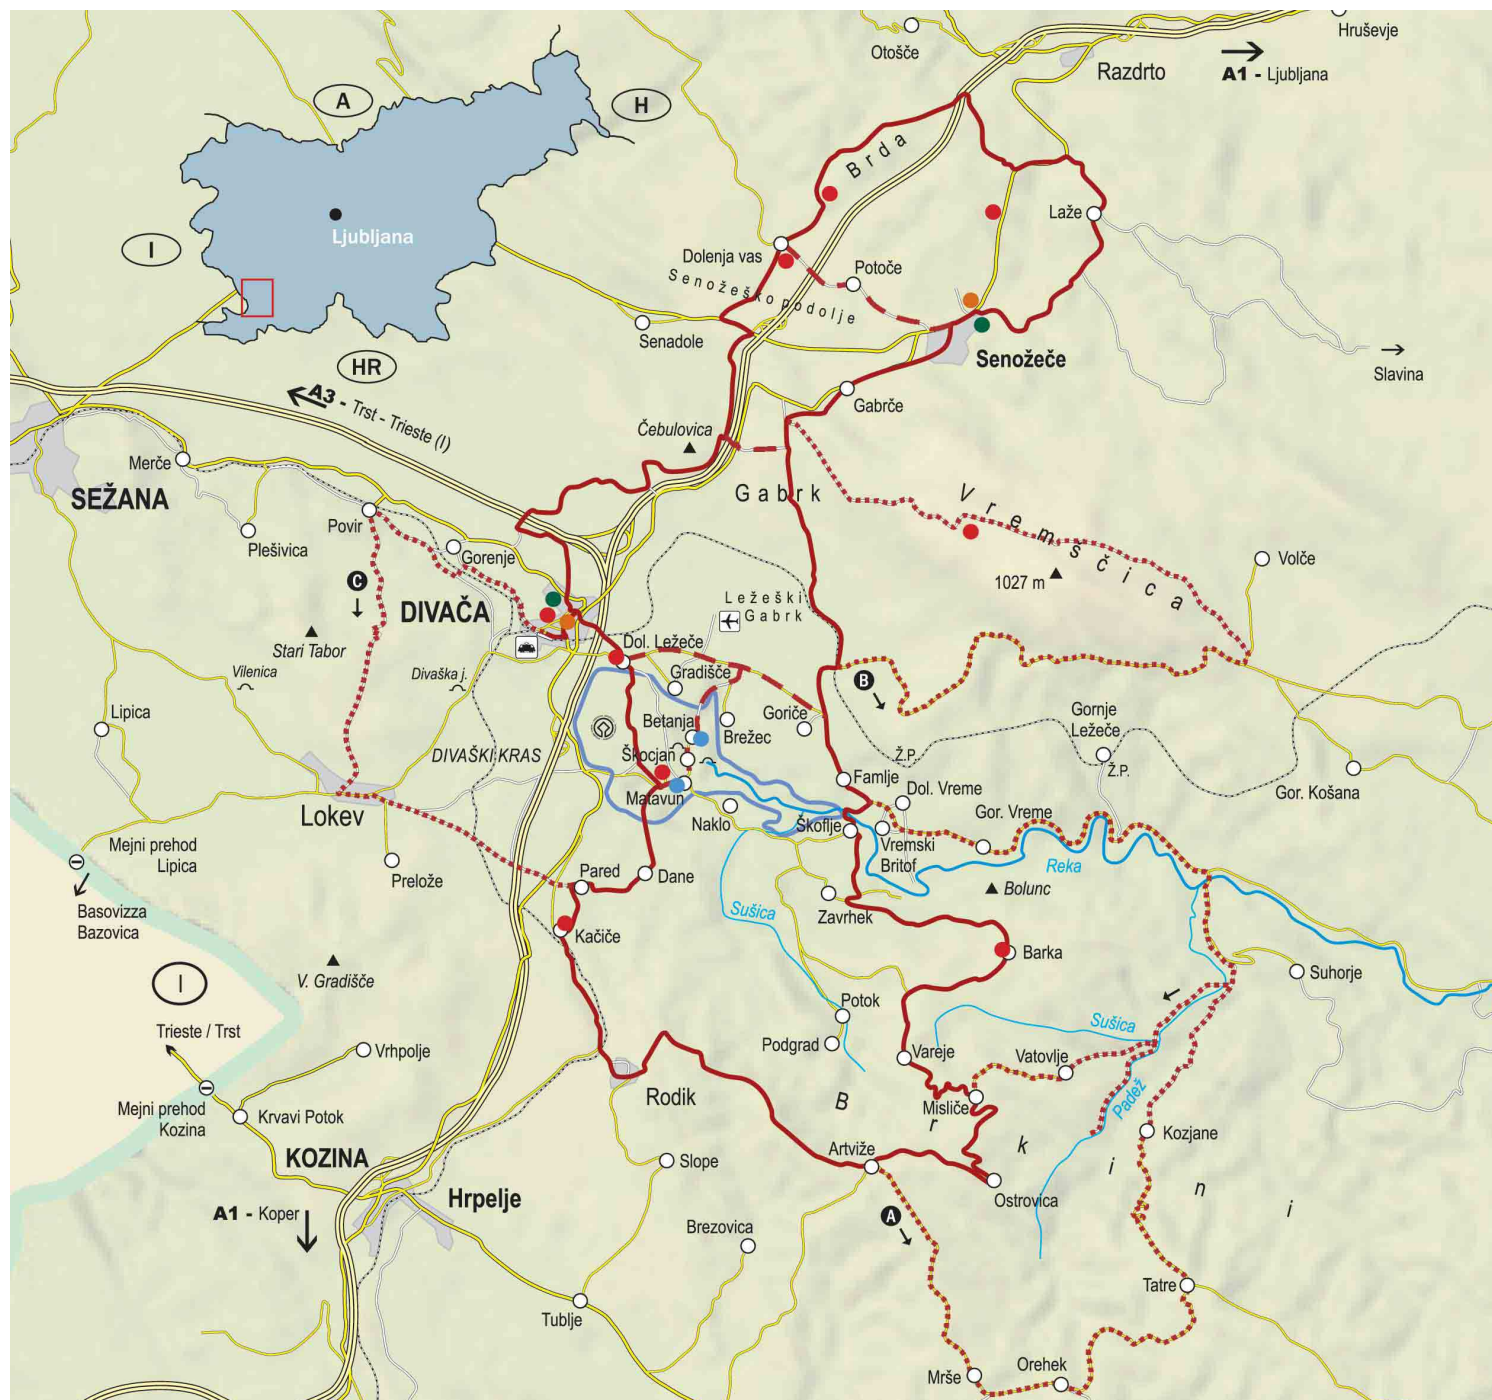 Hruševje
Otošče
Razdrto
A1 - Ljubljana
A
H
Brda
Ljubljana
I
Laže
Dolenja vas
Potoče
Senožeško podolje
Senadole
Senožeče
HR
Slavina
A3 - Trst - Trieste (I)
Gabrče
Čebulovica
Merče
SEŽANA
Gabrk
Vremščica
Povir
Plešivica
Gorenje
Volče
1027 m
C
DIVAČA
Ležeški
Gabrk
Stari Tabor
Dol. Ležeče
Vilenica
Divaška j.
Gradišče
B
Lipica
Betanja
Goriče
Gornje
Ležeče
Brežec
DIVAŠKI KRAS
Škocjan
Ž.P.
Ž.P.
Famlje
Gor. Košana
Matavun
Dol. Vreme
Lokev
Naklo
Škoflje
Gor. Vreme
Mejni prehod
Lipica
Vremski
Britof
Reka
Pared
Dane
Prelože
Bolunc
Basovizza
Bazovica
Sušica
Zavrhek
Kačiče
Barka
V. Gradišče
Suhorje
I
Potok
Trieste / Trst
Sušica
Podgrad
Vrhpolje
Vareje
Vatovlje
Mejni prehod
Kozina
Krvavi Potok
Rodik
Misliče
Padež
Brkini
Kozjane
KOZINA
Artviže
Slope
Ostrovica
Hrpelje
A1 - Koper
A
Brezovica
Tatre
Tublje
Orehek
Mrše